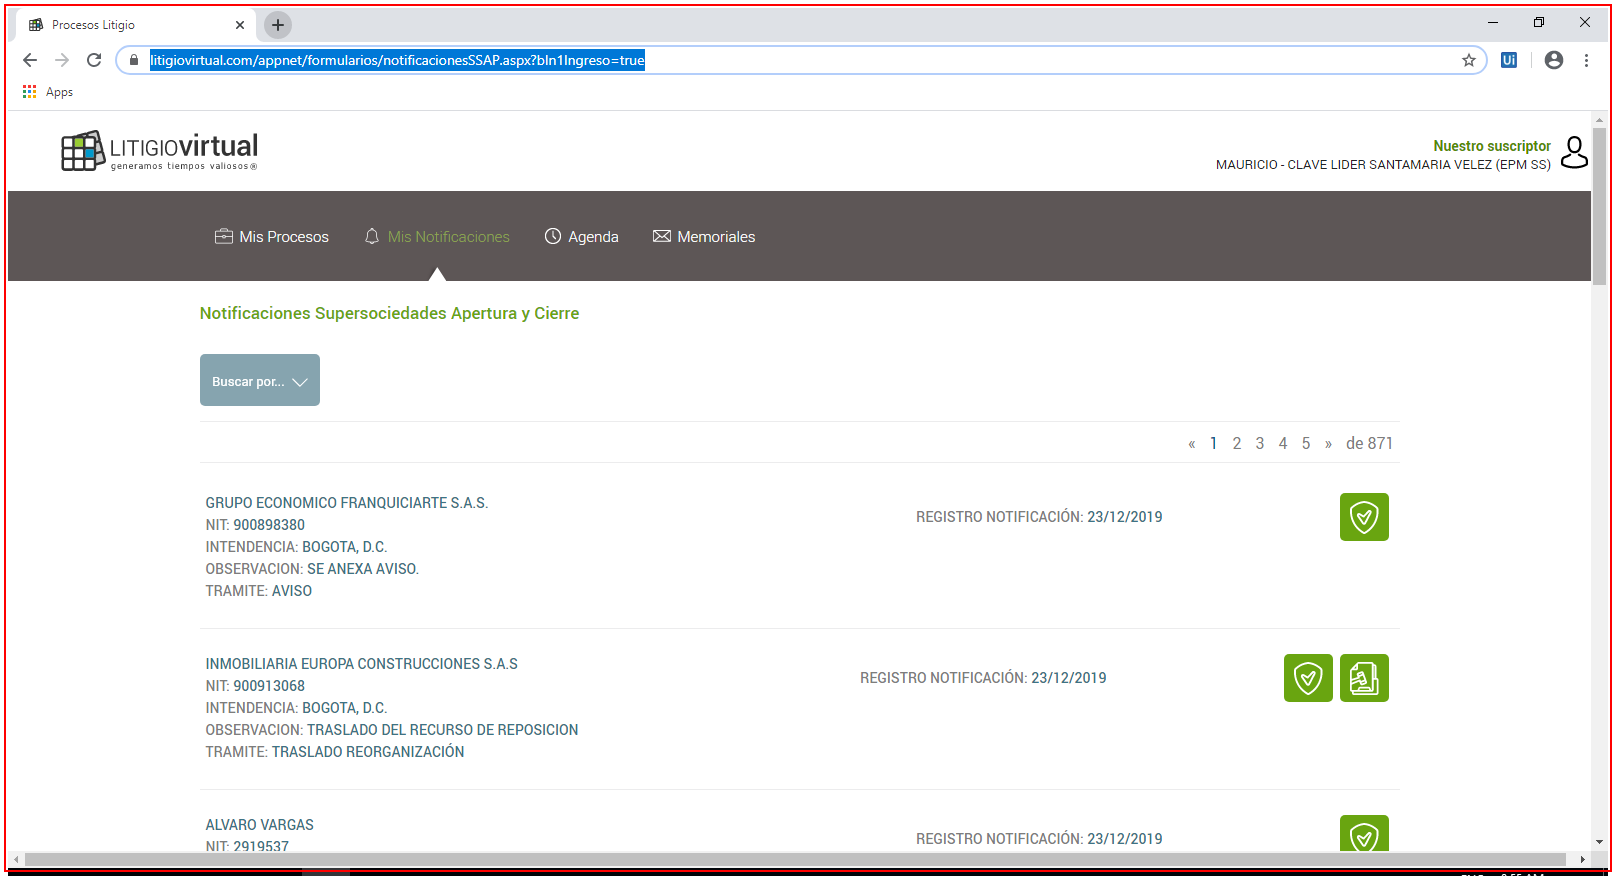 Procesos Litigio
litigiovirtual.com/appnet/formularios/notificacionesSSAP.aspx?bln1Ingreso=true
Ui
Apps
LITIGIOvirtual
generamos tiempos valiosos®
Nuestro suscriptor
MAURICIO - CLAVE LIDER SANTAMARIA VELEZ (EPM SS)
Mis Procesos Mis Notificaciones Agenda Memoriales
Notificaciones Supersociedades Apertura y Cierre
Buscar por...
« 1 2 3 4 5 » de 871
GRUPO ECONOMICO FRANQUICIARTE S.A.S.
NIT: 900898380
INTENDENCIA: BOGOTA, D.C.
OBSERVACION: SE ANEXA AVISO.
TRAMITE: AVISO
REGISTRO NOTIFICACIÓN: 23/12/2019
INMOBILIARIA EUROPA CONSTRUCCIONES S.A.S
NIT: 900913068
INTENDENCIA: BOGOTA, D.C.
OBSERVACION: TRASLADO DEL RECURSO DE REPOSICION
TRAMITE: TRASLADO REORGANIZACIÓN
REGISTRO NOTIFICACIÓN: 23/12/2019
ALVARO VARGAS
NIT: 2919537
REGISTRO NOTIFICACIÓN: 23/12/2019